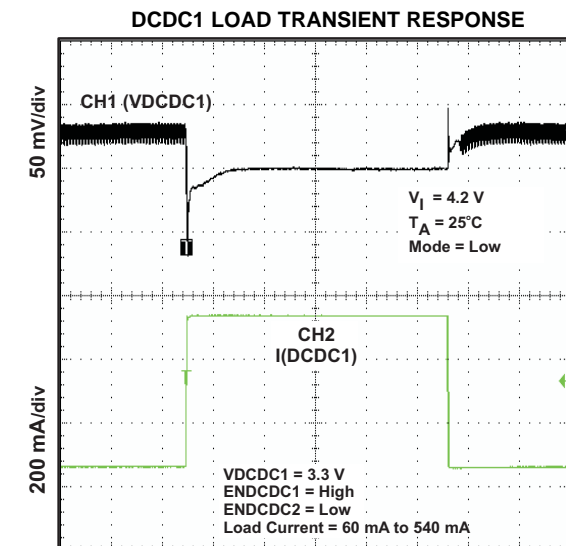 DCDC1 LOAD TRANSIENT RESPONSE
50 mV/div
CH1 (VDCDC1)
VI = 4.2 V
TA = 25°C
Mode = Low
T
CH2
I(DCDC1)
T
200 mA/div
VDCDC1 = 3.3 V
ENDCDC1 = High
ENDCDC2 = Low
Load Current = 60 mA to 540 mA